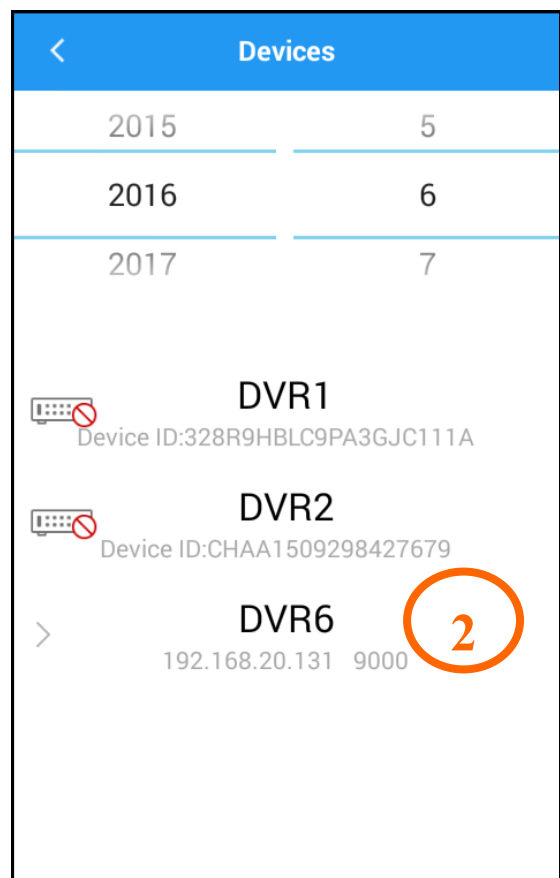 Devices
2015 5
2016 6
2017 7
DVR1
Device ID:328R9HBLC9PA3GJC111A
DVR2
Device ID:CHAA1509298427679
DVR6
2
192.168.20.131 9000